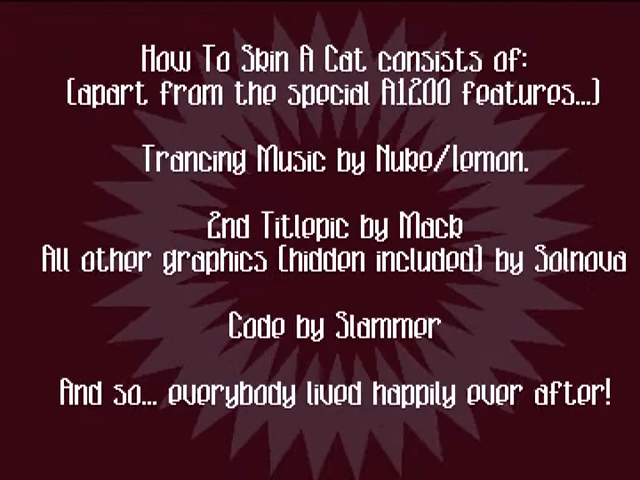 How To Skin A Cat consists of:
(apart from the special A1200 features...)
Trancing Music by Nuke/lemon.
2nd Titlepic by Mack
All other graphics (hidden included) by Solnova
Code by Slammer
And so... everybody lived happily ever after!